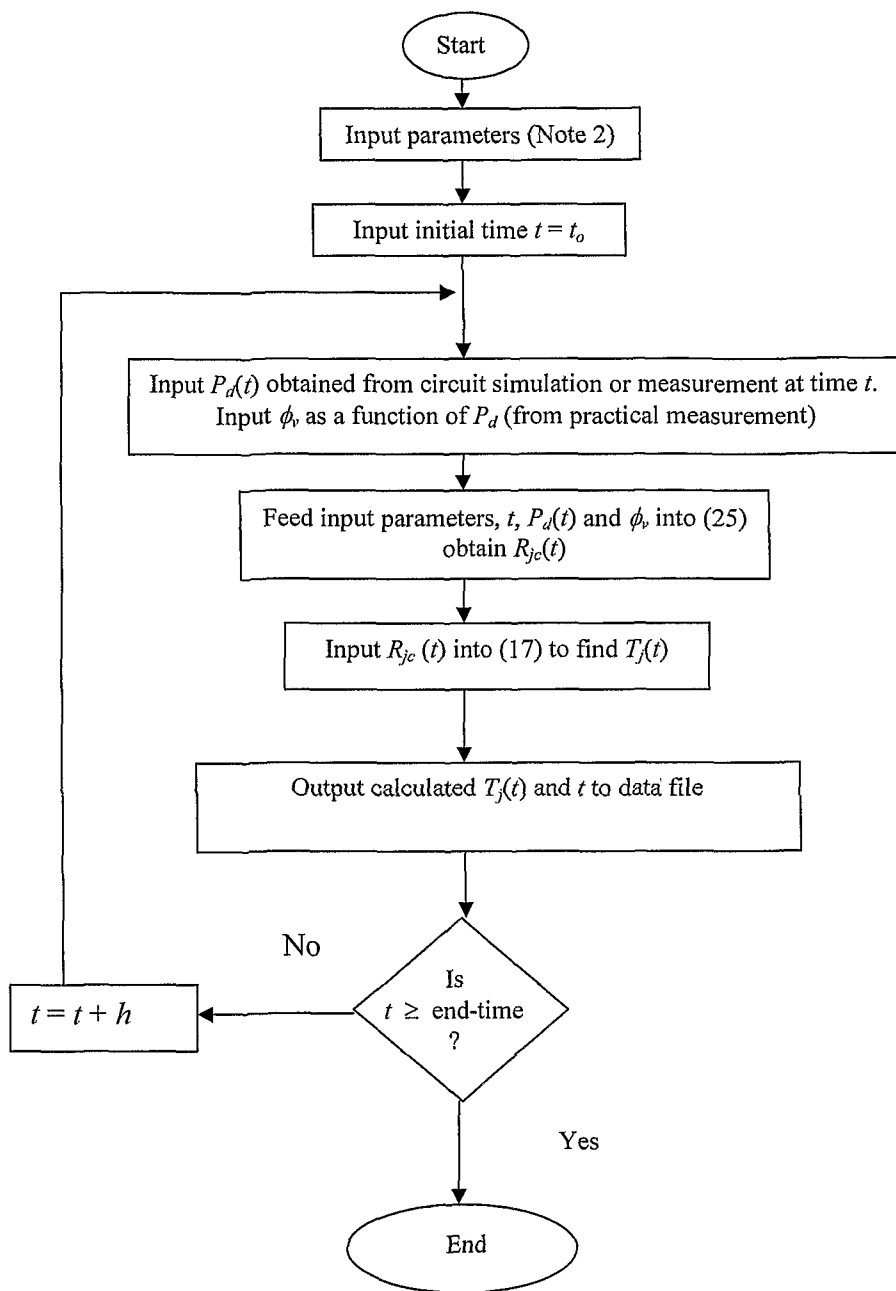 Start
Input parameters (Note 2)
Input initial time t = tₒ
Input P_d(t) obtained from circuit simulation or measurement at time t.
Input ϕ_v as a function of P_d (from practical measurement)
Feed input parameters, t, P_d(t) and ϕ_v into (25)
obtain R_jc(t)
Input R_jc (t) into (17) to find T_j(t)
Output calculated T_j(t) and t to data file
No
Is
t ≥ end-time
?
t = t + h
Yes
End